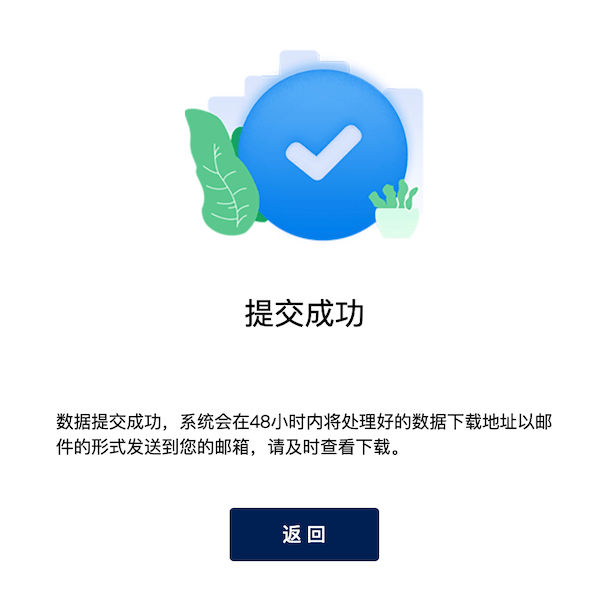 提交成功
数据提交成功，系统会在48小时内将处理好的数据下载地址以邮
件的形式发送到您的邮箱，请及时查看下载。
返回